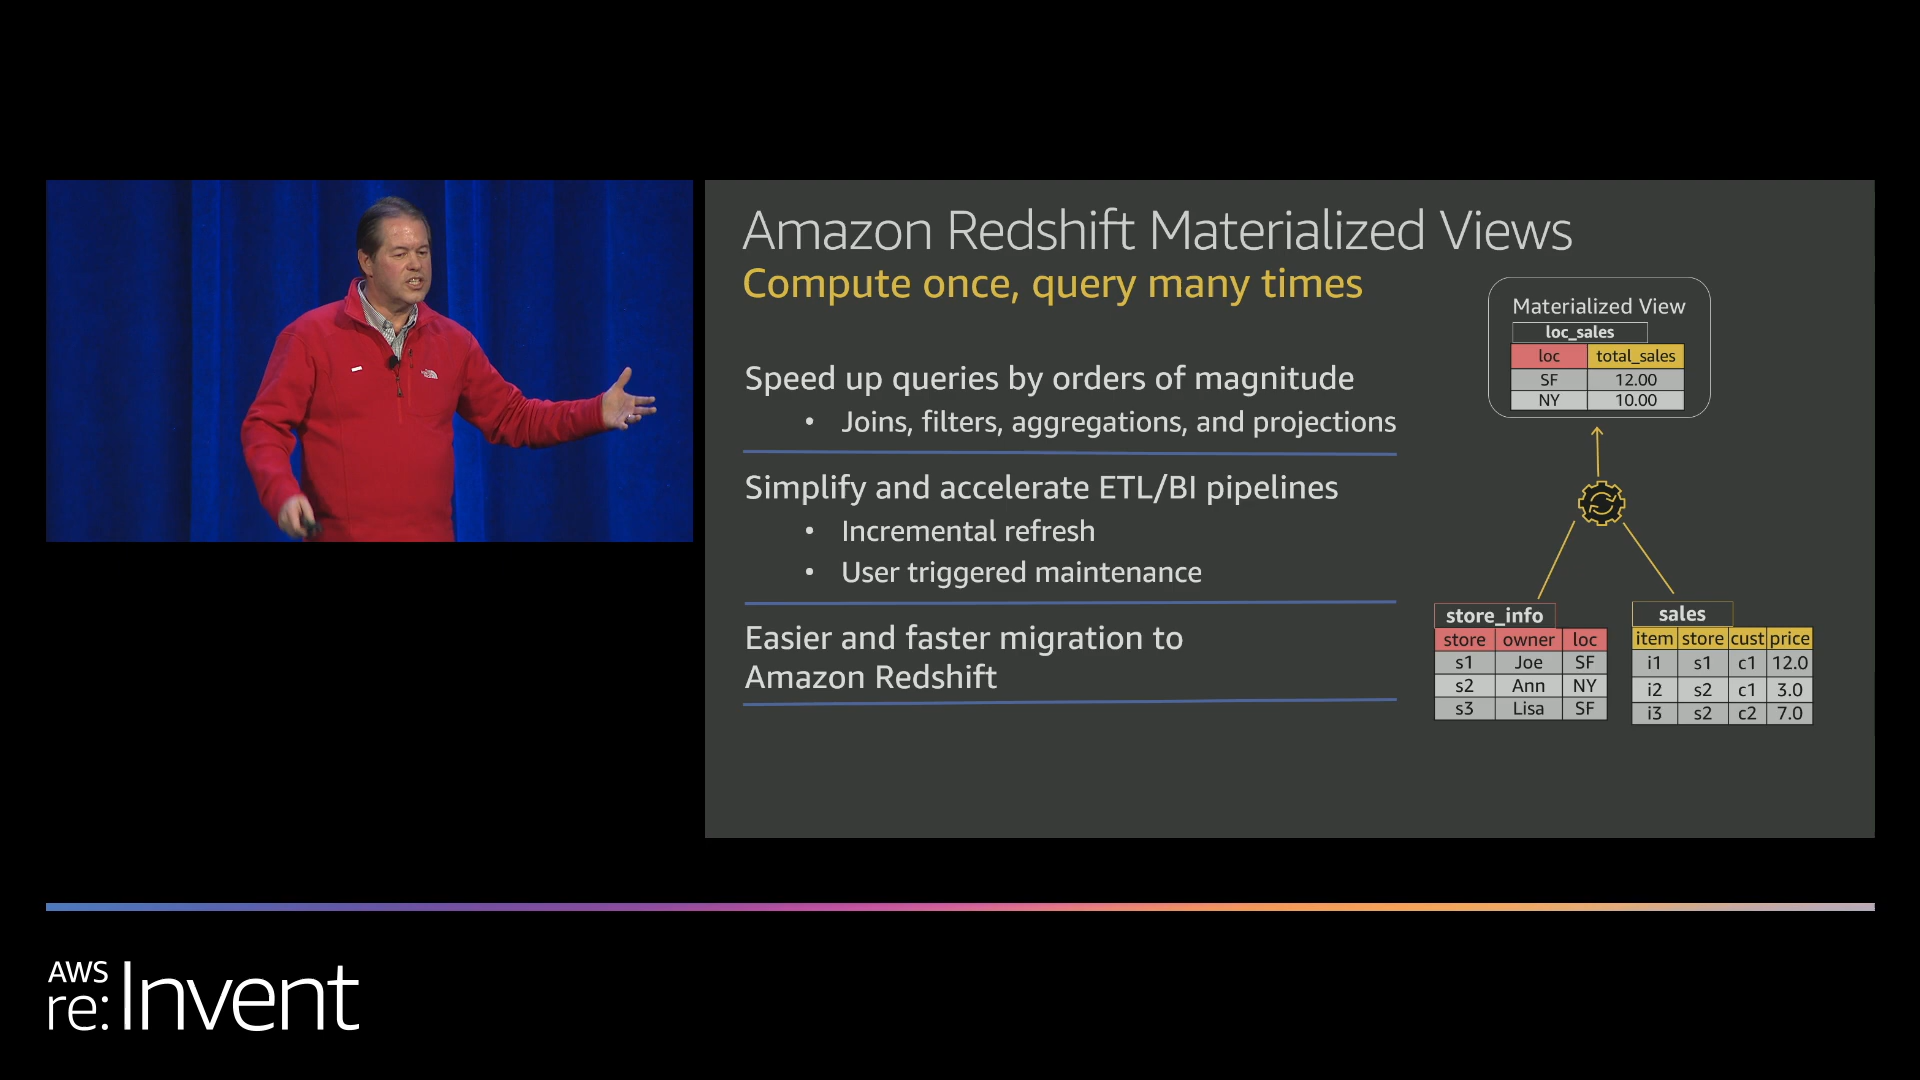 Amazon Redshift Materialized Views
Compute once, query many times
Speed up queries by orders of magnitude
• Joins, filters, aggregations, and projections
Simplify and accelerate ETL/BI pipelines
• Incremental refresh
• User triggered maintenance
Easier and faster migration to
Amazon Redshift
Materialized View
loc_sales
loc total_sales
SF 12.00
NY 10.00
store_info
store owner loc
s1 Joe SF
s2 Ann NY
s3 Lisa SF
sales
item store cust price
i1 s1 c1 12.0
i2 s2 c1 3.0
i3 s2 c2 7.0
AWS
re:Invent